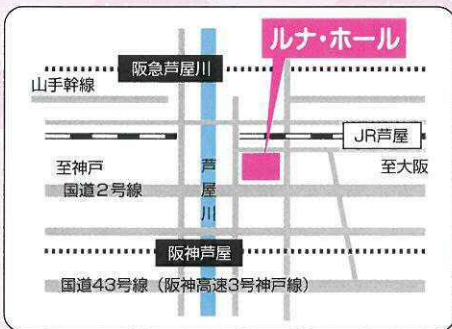 ルナ・ホール
阪急芦屋川
山手幹線
JR芦屋
至神戸
至大阪
国道2号線
芦屋川
阪神芦屋
国道43号線（阪神高速3号神戸線）